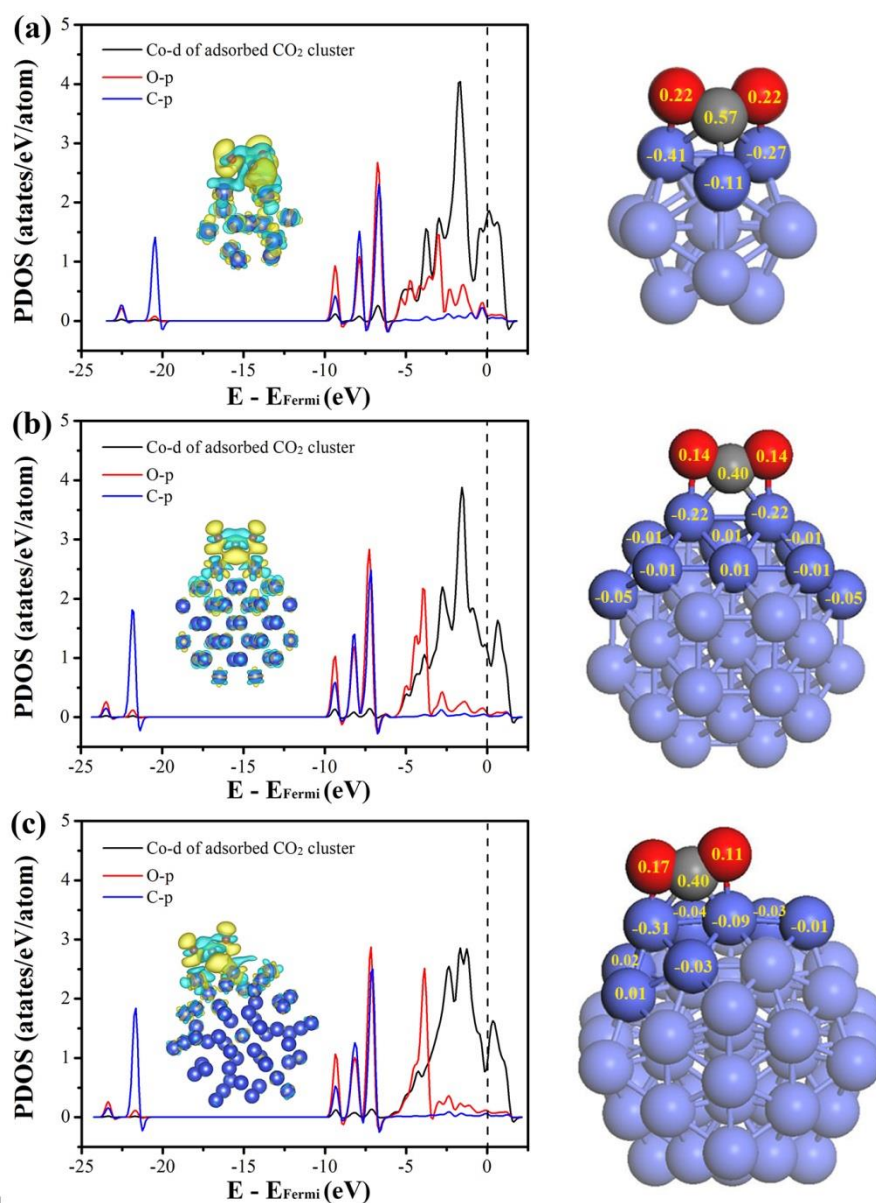 (a)
5
4
3
2
1
0
PDOS (atates/eV/atom)
Co-d of adsorbed CO₂ cluster
O-p
C-p
-25 -20 -15 -10 -5 0
E - EFermi (eV)
0.22 0.22
0.57
-0.41 -0.27
-0.11
(b)
5
4
3
2
1
0
PDOS (atates/eV/atom)
Co-d of adsorbed CO₂ cluster
O-p
C-p
-25 -20 -15 -10 -5 0
E - EFermi (eV)
0.14 0.14
0.40
-0.22 -0.22
-0.01 0.01 -0.01
-0.01 0.01 -0.01
-0.05 -0.05
(c)
5
4
3
2
1
0
PDOS (atates/eV/atom)
Co-d of adsorbed CO₂ cluster
O-p
C-p
-25 -20 -15 -10 -5 0
E - EFermi (eV)
0.17 0.11
0.40
-0.04 -0.03
-0.31 -0.09 -0.01
0.02 -0.03
0.01